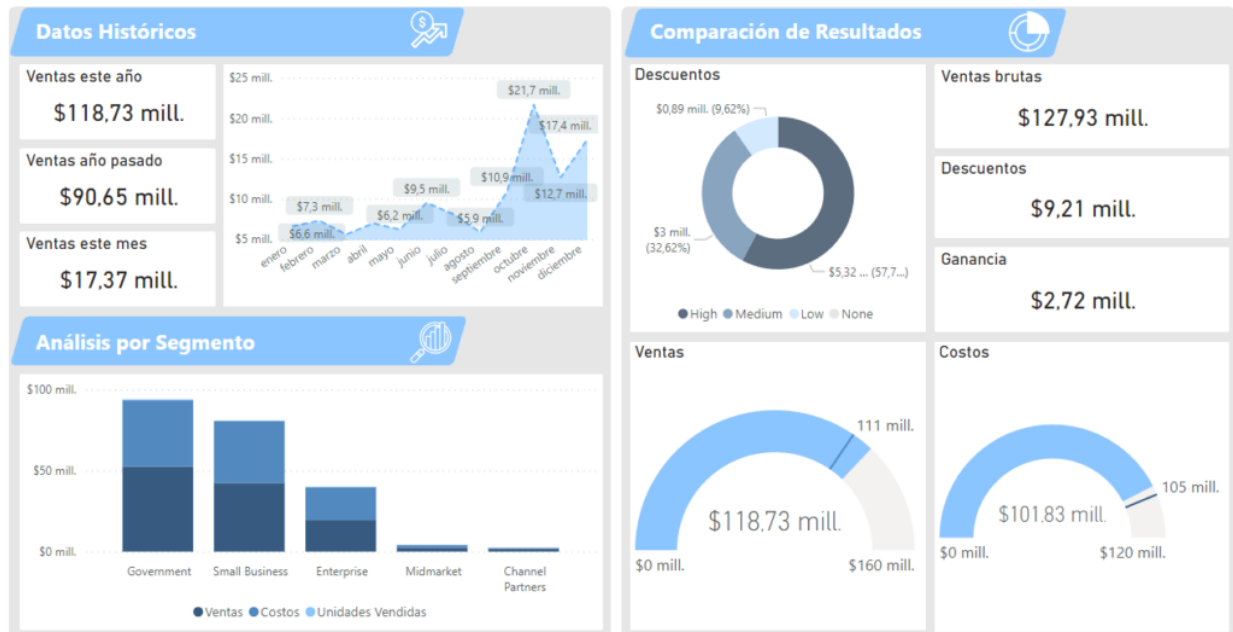 Datos Históricos
Ventas este año
$118,73 mill.
Ventas año pasado
$90,65 mill.
Ventas este mes
$17,37 mill.
$25 mill.
$20 mill.
$15 mill.
$10 mill.
$5 mill.
$6,6 mill.
$7,3 mill.
$6,2 mill.
$9,5 mill.
$5,9 mill.
$10,9 mill.
$21,7 mill.
$12,7 mill.
$17,4 mill.
enero
febrero
marzo
abril
mayo
junio
julio
agosto
septiembre
octubre
noviembre
diciembre
Análisis por Segmento
$100 mill.
$50 mill.
$0 mill.
Government
Small Business
Enterprise
Midmarket
Channel
Partners
Ventas Costos Unidades Vendidas
Comparación de Resultados
Descuentos
$0,89 mill. (9,62%)
$3 mill.
(32,62%)
$5,32 ... (57,7...)
High Medium Low None
Ventas brutas
$127,93 mill.
Descuentos
$9,21 mill.
Ganancia
$2,72 mill.
Ventas
111 mill.
$118,73 mill.
$0 mill.
$160 mill.
Costos
105 mill.
$101,83 mill.
$0 mill.
$120 mill.